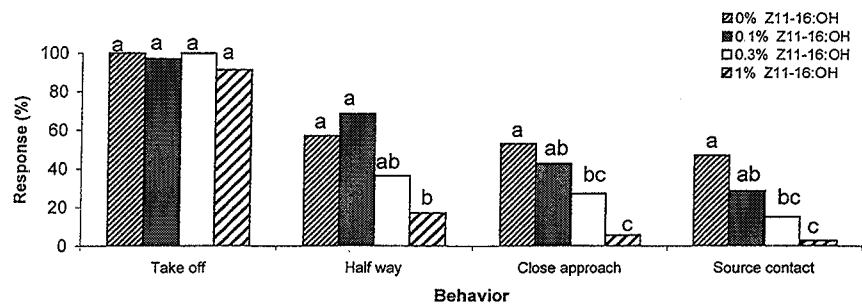 0% Z11-16:OH
0.1% Z11-16:OH
0.3% Z11-16:OH
1% Z11-16:OH
Response (%)
100
80
60
40
20
0
a a a a
a a ab b
a ab bc c
a ab bc c
Take off Half way Close approach Source contact
Behavior